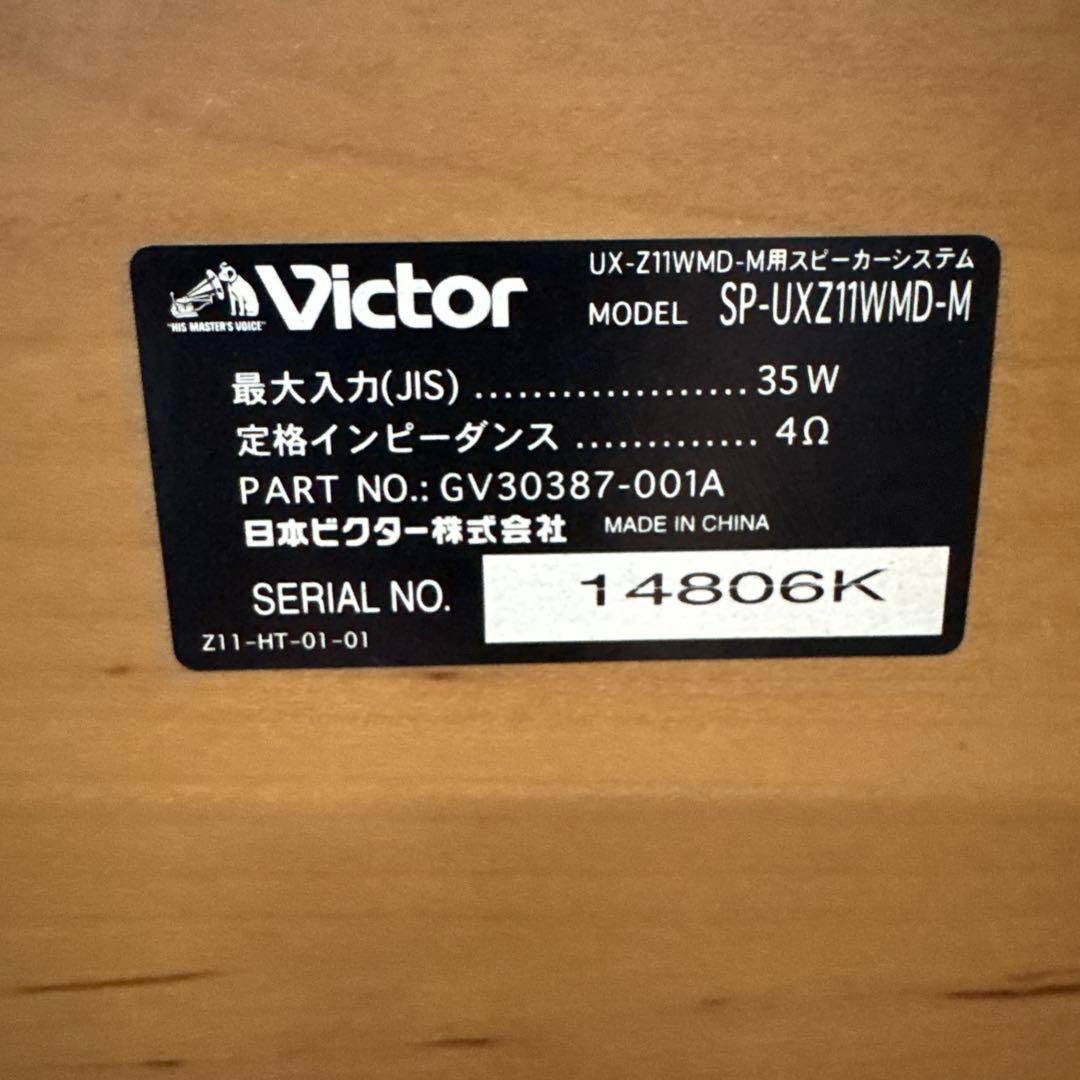 UX-Z11WMD-M用スピーカーシステム
"HIS MASTER'S VOICE" Victor MODEL SP-UXZ11WMD-M
最大入力(JIS) ................... 35W
定格インピーダンス ............. 4Ω
PART NO.: GV30387-001A
日本ビクター株式会社 MADE IN CHINA
SERIAL NO. 14806K
Z11-HT-01-01